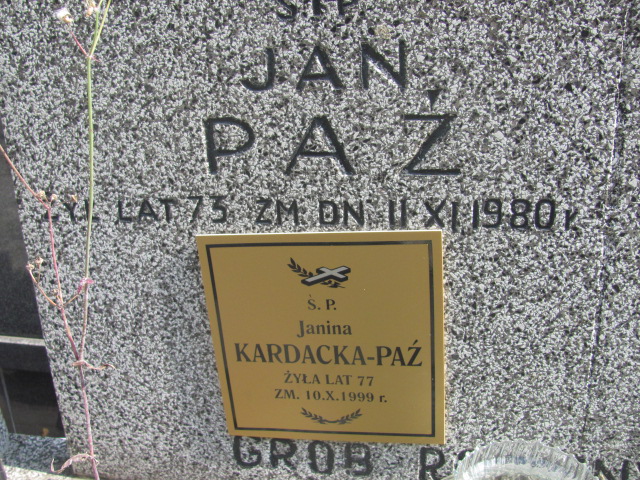 Ś.P.
JAN
PAŹ
ŻYŁ LAT 75 ZM. DN. 11 XI 1980 r.
Ś. P.
Janina
KARDACKA-PAŹ
ŻYŁA LAT 77
ZM. 10.X.1999 r.
GRÓB